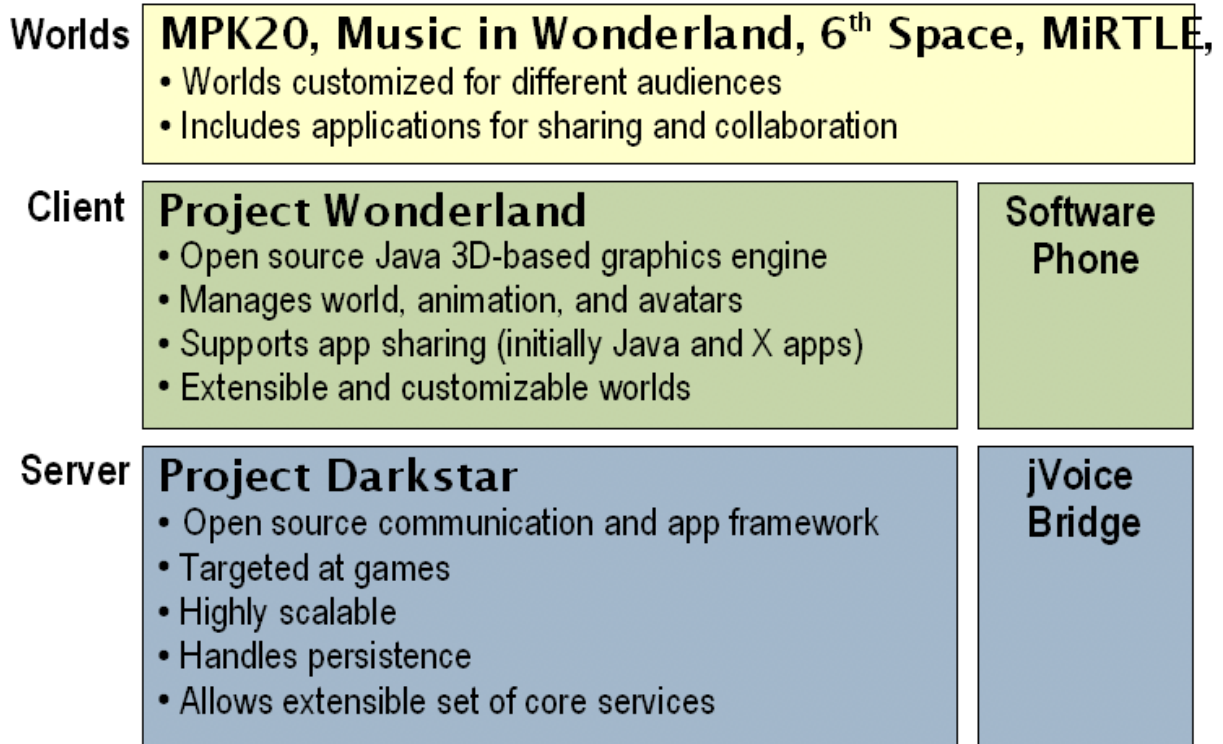 Worlds
MPK20, Music in Wonderland, 6th Space, MiRTLE,
• Worlds customized for different audiences
• Includes applications for sharing and collaboration
Client
Project Wonderland
• Open source Java 3D-based graphics engine
• Manages world, animation, and avatars
• Supports app sharing (initially Java and X apps)
• Extensible and customizable worlds
Software
Phone
Server
Project Darkstar
• Open source communication and app framework
• Targeted at games
• Highly scalable
• Handles persistence
• Allows extensible set of core services
jVoice
Bridge